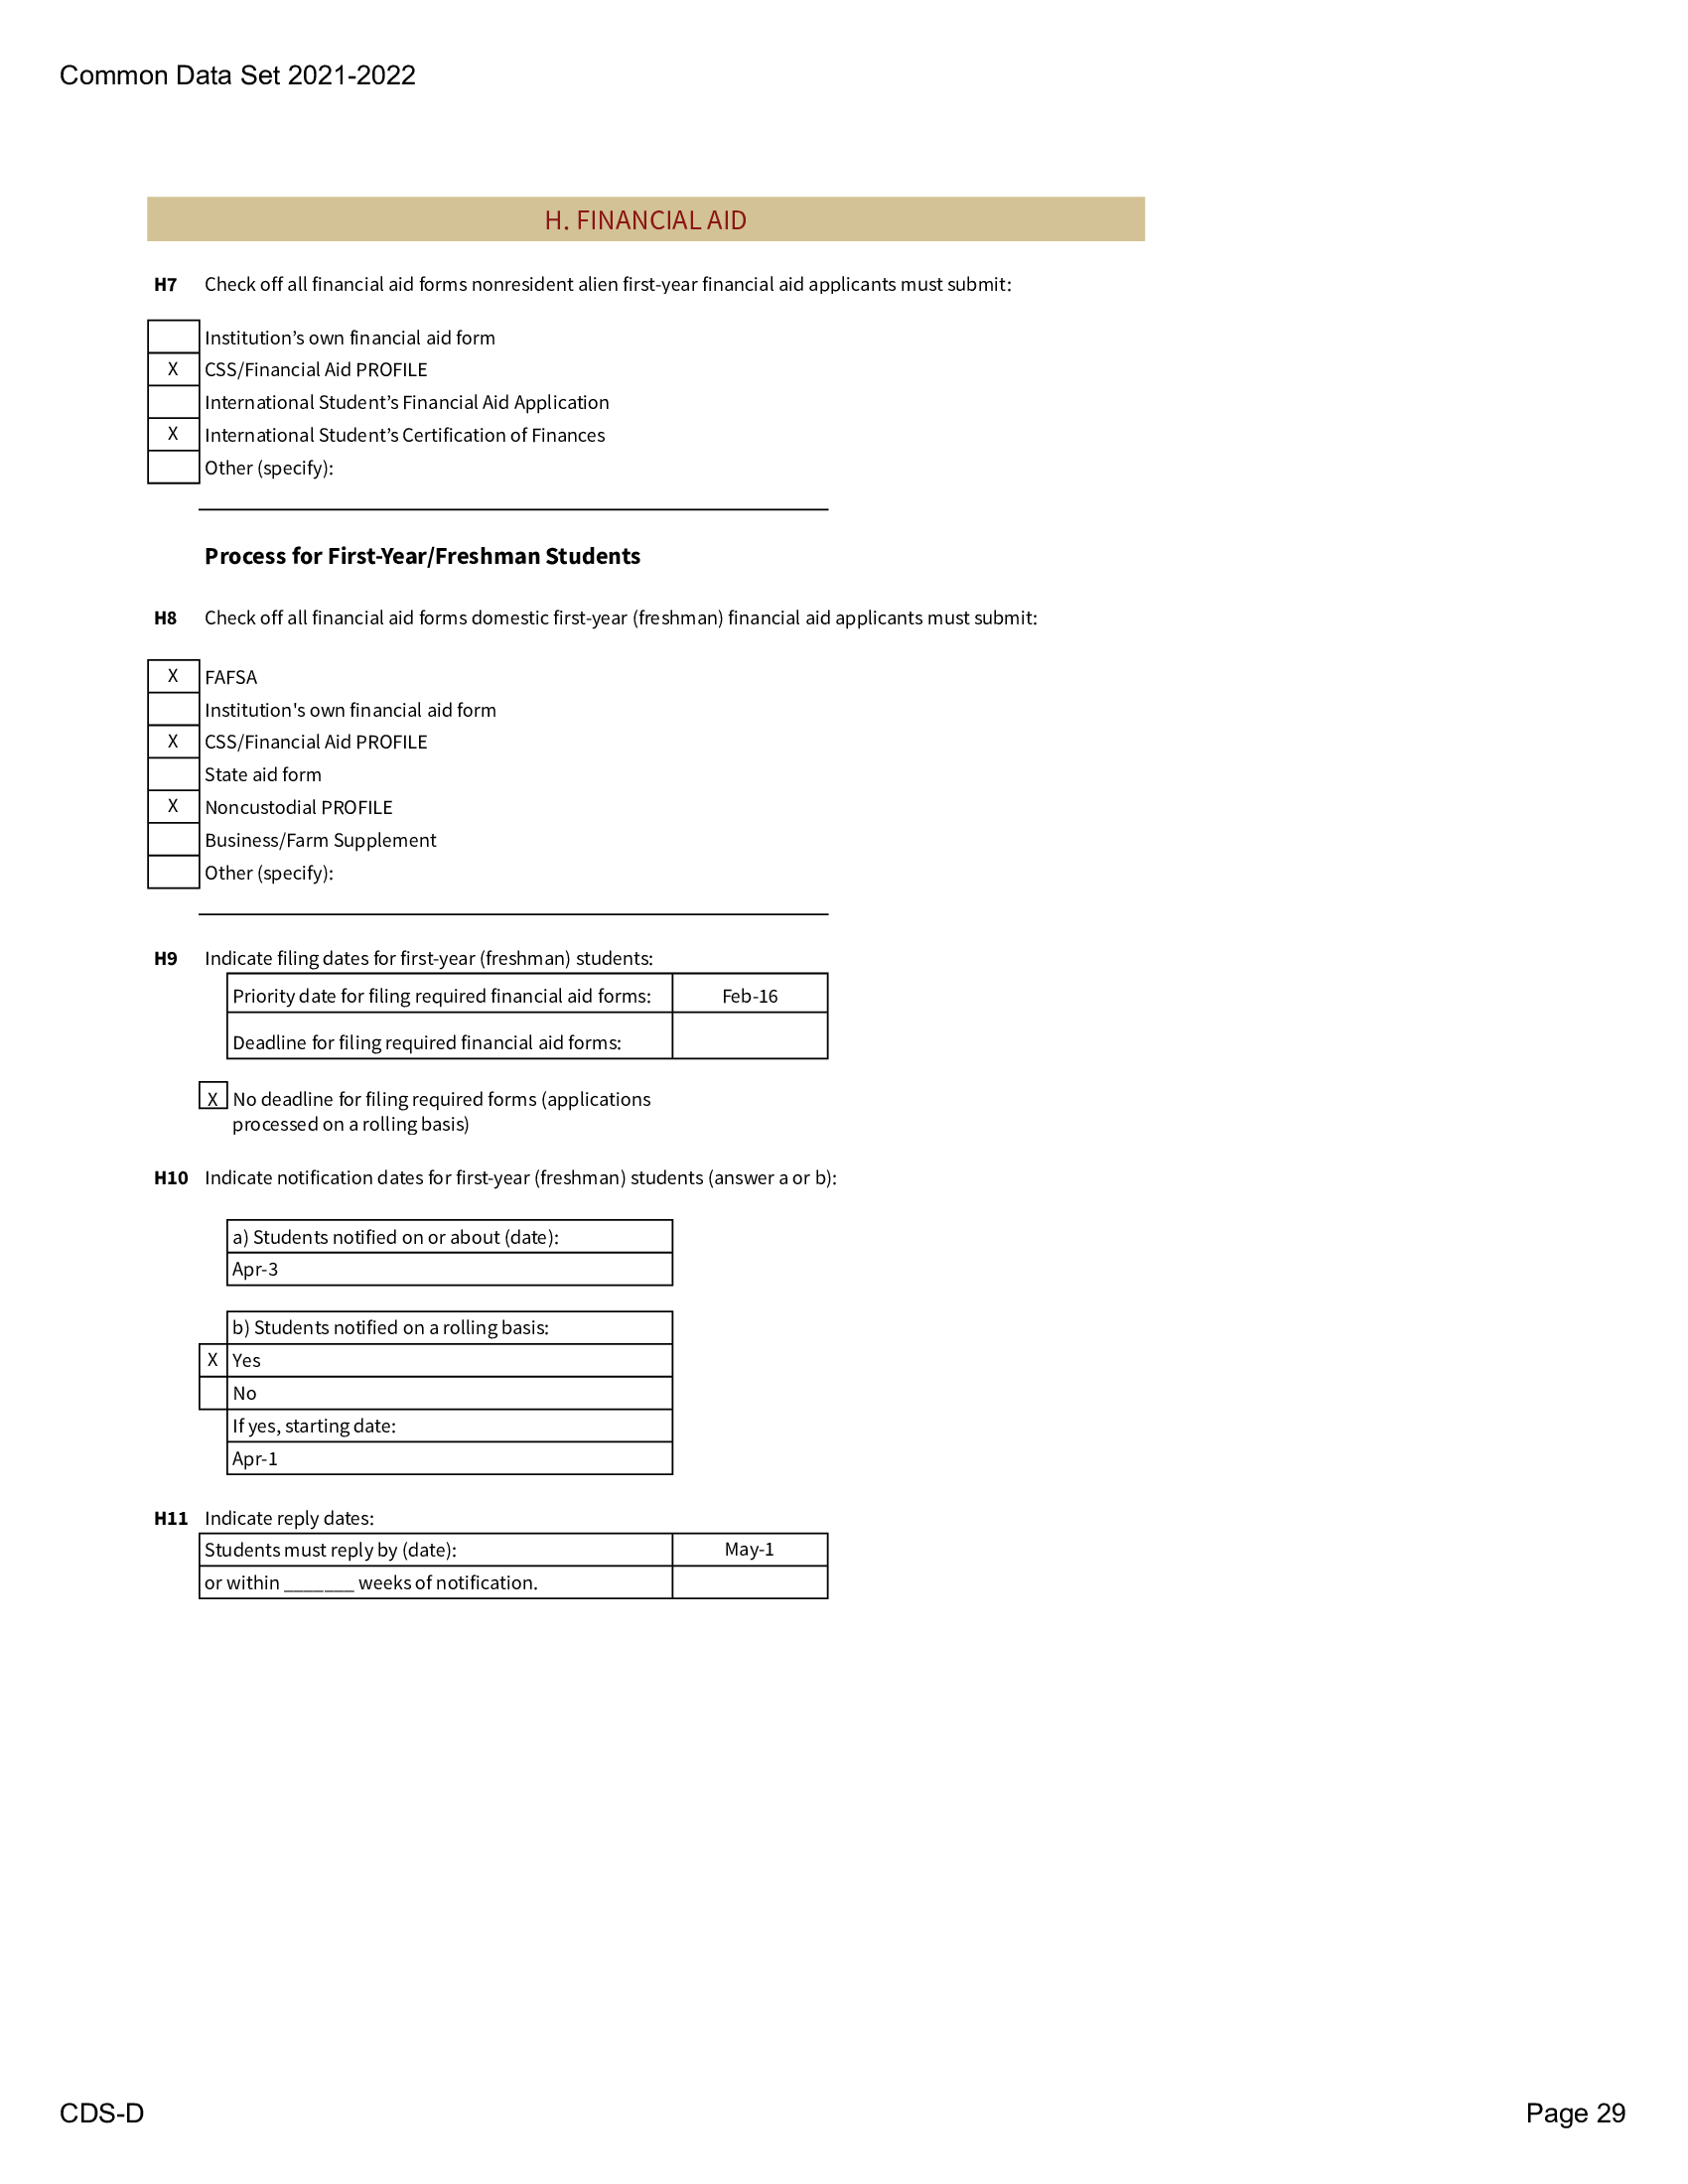 Common Data Set 2021-2022
H. FINANCIAL AID
H7 Check off all financial aid forms nonresident alien first-year financial aid applicants must submit:
Institution’s own financial aid form
X CSS/Financial Aid PROFILE
International Student’s Financial Aid Application
X International Student’s Certification of Finances
Other (specify):
Process for First-Year/Freshman Students
H8 Check off all financial aid forms domestic first-year (freshman) financial aid applicants must submit:
X FAFSA
Institution's own financial aid form
X CSS/Financial Aid PROFILE
State aid form
X Noncustodial PROFILE
Business/Farm Supplement
Other (specify):
H9 Indicate filing dates for first-year (freshman) students:
Priority date for filing required financial aid forms: Feb-16
Deadline for filing required financial aid forms:
X No deadline for filing required forms (applications
processed on a rolling basis)
H10 Indicate notification dates for first-year (freshman) students (answer a or b):
a) Students notified on or about (date):
Apr-3
b) Students notified on a rolling basis:
X Yes
No
If yes, starting date:
Apr-1
H11 Indicate reply dates:
Students must reply by (date): May-1
or within _______ weeks of notification.
CDS-D Page 29